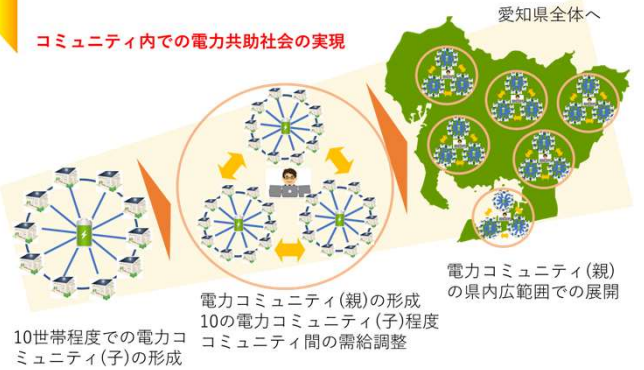 愛知県全体へ
コミュニティ内での電力共助社会の実現
10世帯程度での電力コ
ミュニティ(子)の形成
電力コミュニティ(親)の形成
10の電力コミュニティ(子)程度
コミュニティ間の需給調整
電力コミュニティ(親)
の県内広範囲での展開